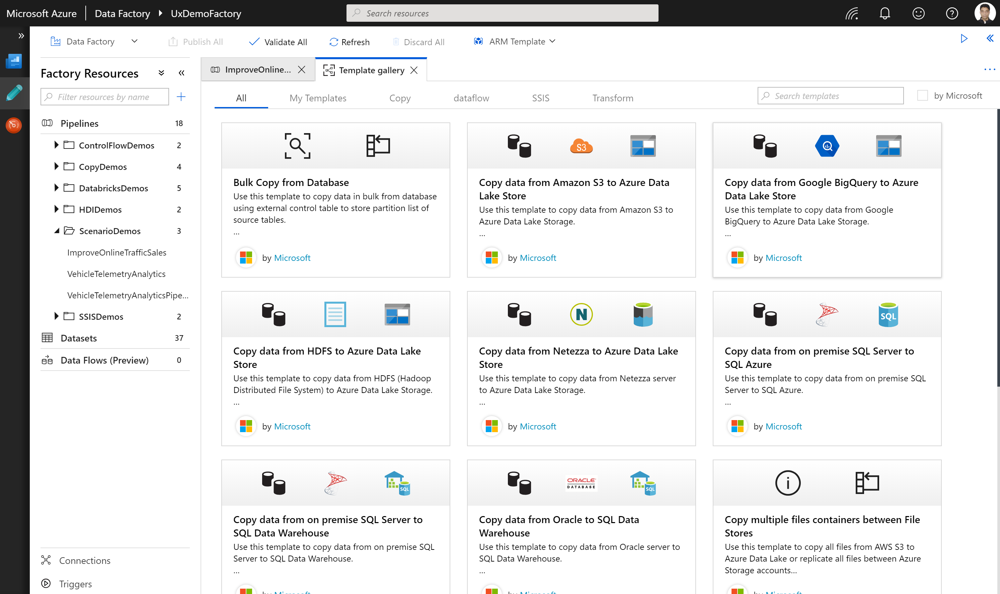 Microsoft Azure
Data Factory
UxDemoFactory
Search resources
Data Factory
Publish All
Validate All
Refresh
Discard All
ARM Template
Factory Resources
Filter resources by name
Pipelines 18
ControlFlowDemos 2
CopyDemos 4
DatabricksDemos 5
HDIDemos 2
ScenarioDemos 3
ImproveOnlineTrafficSales
VehicleTelemetryAnalytics
VehicleTelemetryAnalyticsPipe...
SSISDemos 2
Datasets 37
Data Flows (Preview) 0
Connections
Triggers
ImproveOnline...
Template gallery
All
My Templates
Copy
dataflow
SSIS
Transform
Search templates
by Microsoft
Bulk Copy from Database
Use this template to copy data in bulk from database
using external control table to store partition list of
source tables.
...
by Microsoft
S3
Copy data from Amazon S3 to Azure Data
Lake Store
Use this template to copy data from Amazon S3 to
Azure Data Lake Storage.
...
by Microsoft
Copy data from Google BigQuery to Azure
Data Lake Store
Use this template to copy data from Google
BigQuery to Azure Data Lake Storage.
...
by Microsoft
Copy data from HDFS to Azure Data Lake
Store
Use this template to copy data from HDFS (Hadoop
Distributed File System) to Azure Data Lake Storage.
...
by Microsoft
N
Copy data from Netezza to Azure Data Lake
Store
Use this template to copy data from Netezza server
to Azure Data Lake Storage.
...
by Microsoft
SQL
Copy data from on premise SQL Server to
SQL Azure
Use this template to copy data from on premise SQL
Server to SQL Azure.
...
by Microsoft
SQL
Copy data from on premise SQL Server to
SQL Data Warehouse
Use this template to copy data from on premise SQL
Server to SQL Data Warehouse.
...
by Microsoft
ORACLE
DATABASE
SQL
Copy data from Oracle to SQL Data
Warehouse
Use this template to copy data from Oracle server to
SQL Data Warehouse.
...
by Microsoft
Copy multiple files containers between File
Stores
Use this template to copy all files from AWS S3 to
Azure Data Lake or replicate all files between Azure
Storage accounts...
by Microsoft